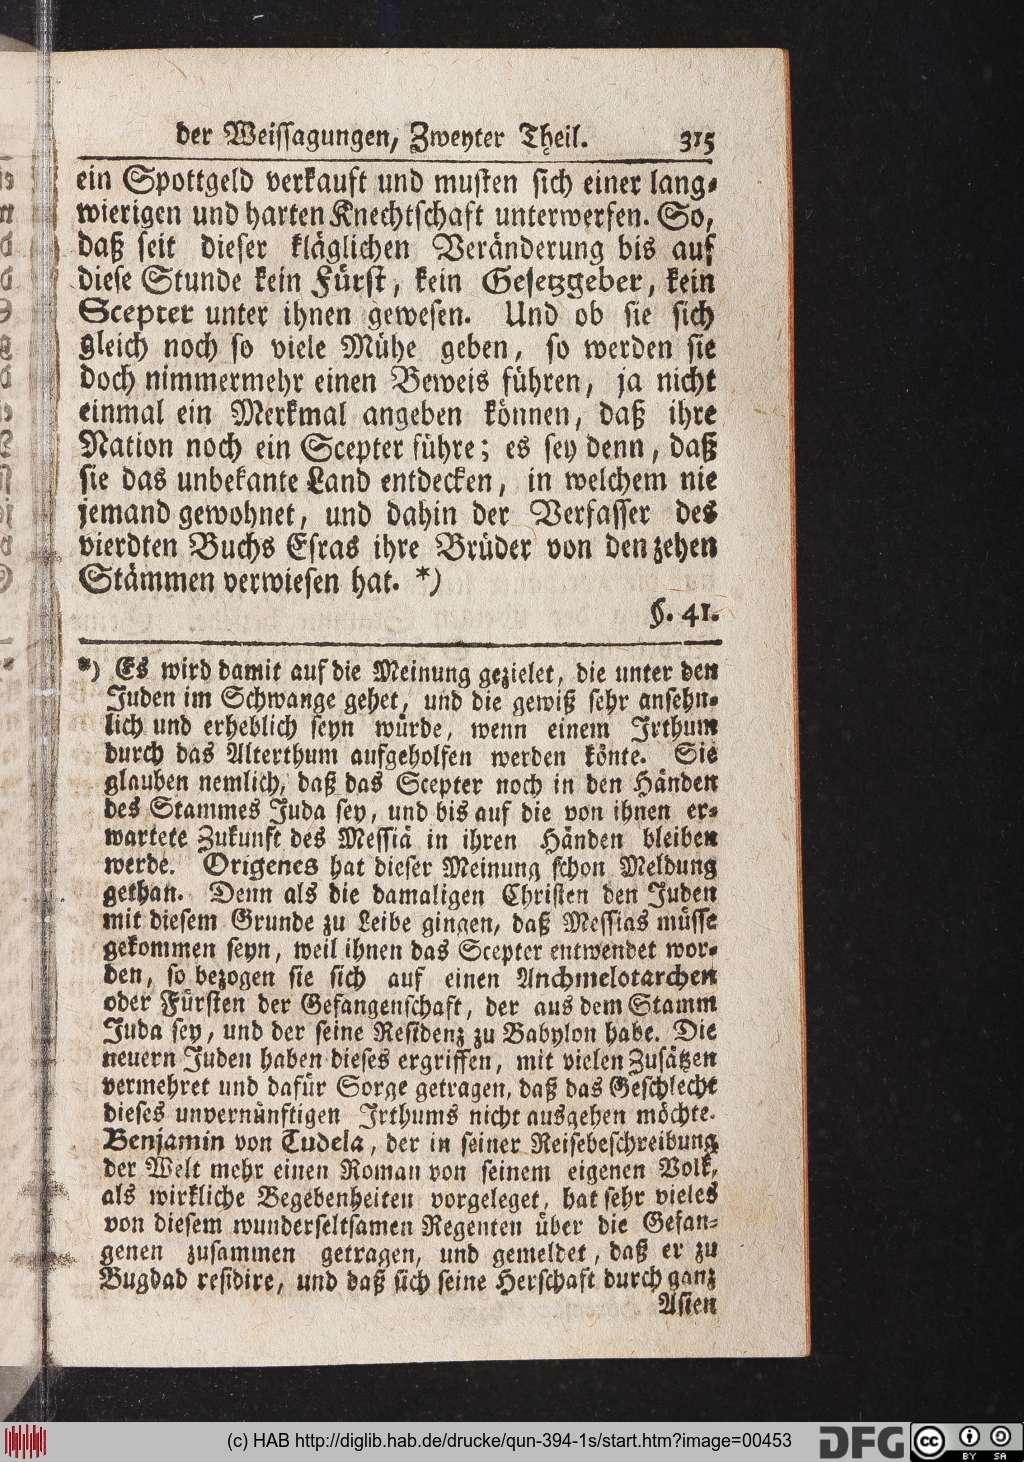 der Weissagungen, Zweyter Theil. 315
ein Spottgeld verkauft und musten sich einer lang-
wierigen und harten Knechtschaft unterwerfen. So,
daß seit dieser kläglichen Veränderung bis auf
diese Stunde kein Fürst, kein Gesetzgeber, kein
Scepter unter ihnen gewesen. Und ob sie sich
gleich noch so viele Mühe geben, so werden sie
doch nimmermehr einen Beweis führen, ja nicht
einmal ein Merkmal angeben können, daß ihre
Nation noch ein Scepter führe; es sey denn, daß
sie das unbekante Land entdecken, in welchem nie
jemand gewohnet, und dahin der Verfasser des
vierdten Buchs Esras ihre Brüder von den zehen
Stämmen verwiesen hat. *)
§. 41.
*) Es wird damit auf die Meinung gezielet, die unter den
Juden im Schwange gehet, und die gewiß sehr ansehn-
lich und erheblich seyn würde, wenn einem Irthum
durch das Alterthum aufgeholfen werden könte. Sie
glauben nemlich, daß das Scepter noch in den Händen
des Stammes Juda sey, und bis auf die von ihnen er-
wartete Zukunft des Messiä in ihren Händen bleiben
werde. Origenes hat dieser Meinung schon Meldung
gethan. Denn als die damaligen Christen den Juden
mit diesem Grunde zu Leibe gingen, daß Messias müsse
gekommen seyn, weil ihnen das Scepter entwendet wor-
den, so bezogen sie sich auf einen Anchmelotarchen
oder Fürsten der Gefangenschaft, der aus dem Stamm
Juda sey, und der seine Residenz zu Babylon habe. Die
neuern Juden haben dieses ergriffen, mit vielen Zusätzen
vermehret und dafür Sorge getragen, daß das Geschlecht
dieses unvernünftigen Irthums nicht ausgehen möchte.
Benjamin von Tudela, der in seiner Reisebeschreibung
der Welt mehr einen Roman von seinem eigenen Volk,
als wirkliche Begebenheiten vorgeleget, hat sehr vieles
von diesem wunderseltsamen Regenten über die Gefan-
genen zusammen getragen, und gemeldet, daß er zu
Bugdad residire, und daß sich seine Herschaft durch ganz
Asien
(c) HAB http://diglib.hab.de/drucke/qun-394-1s/start.htm?image=00453
DFG
cc BY SA